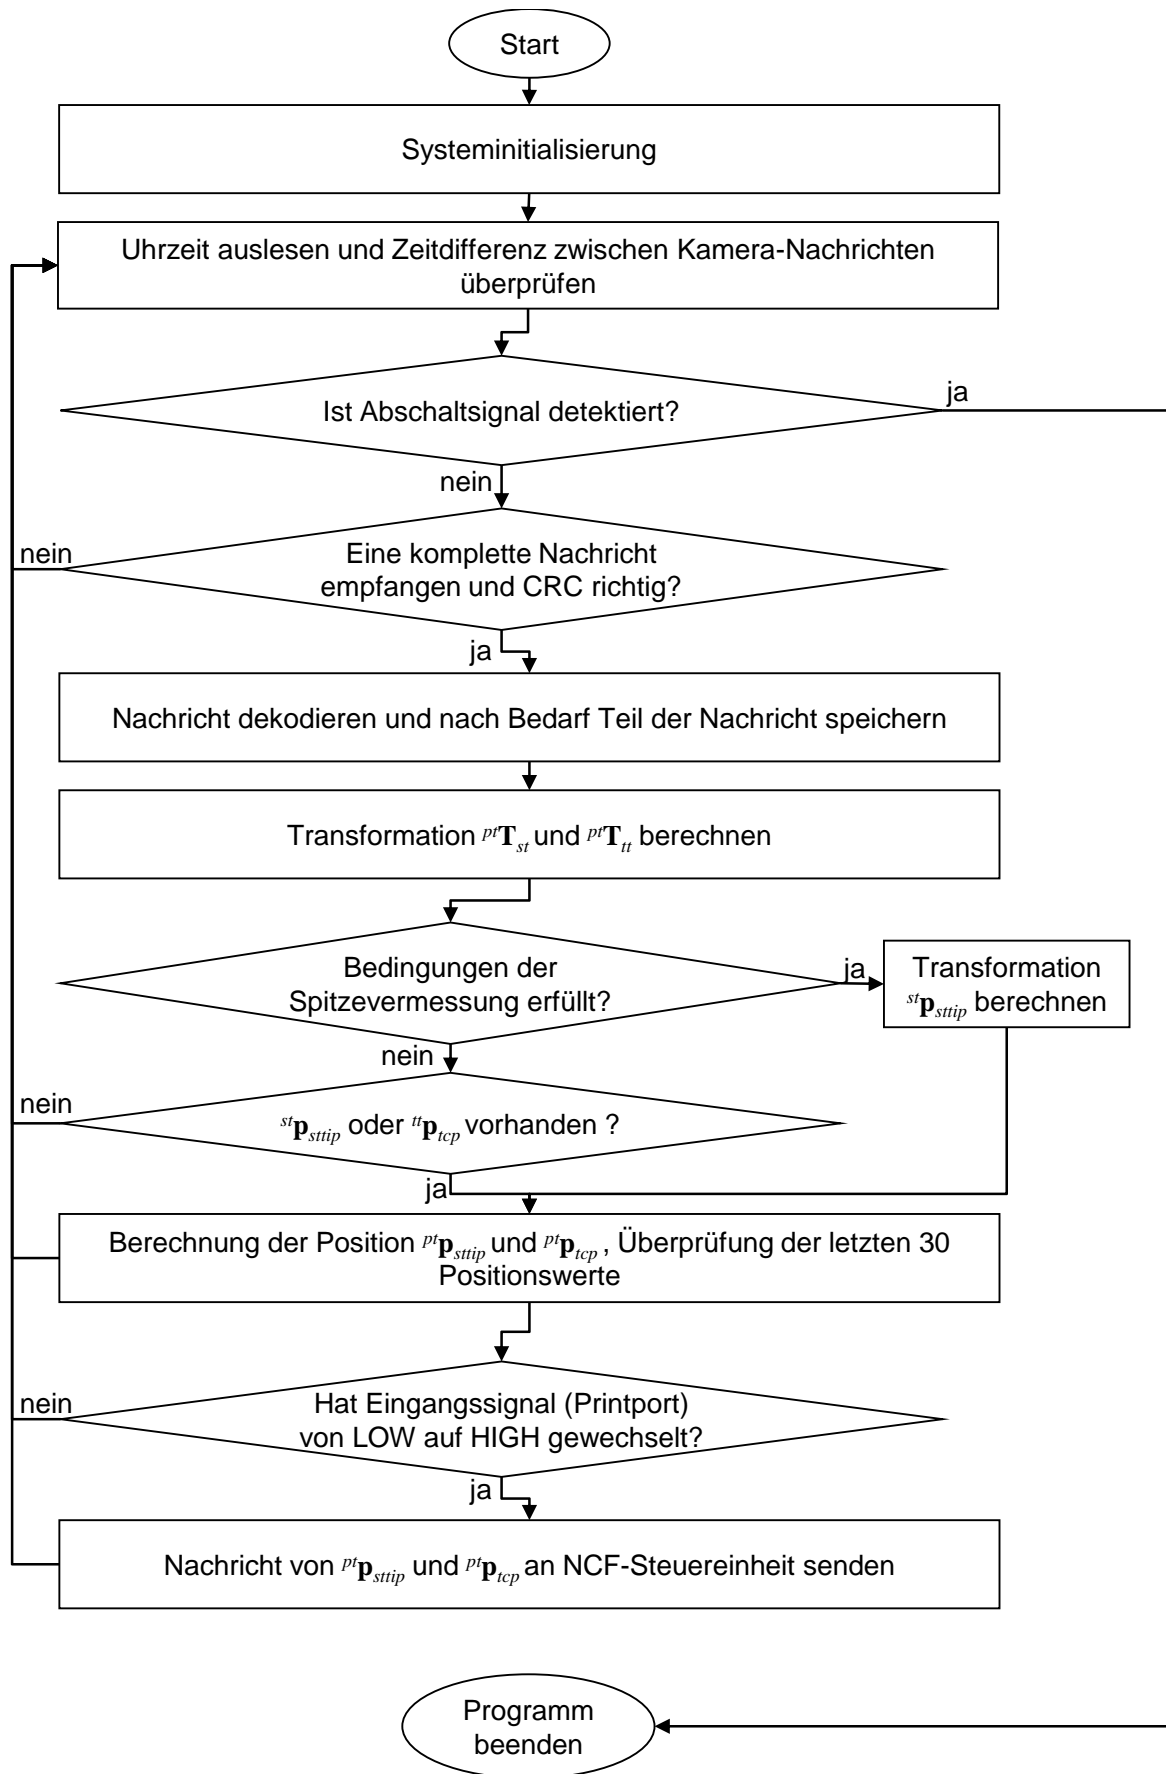 Start
Systeminitialisierung
Uhrzeit auslesen und Zeitdifferenz zwischen Kamera-Nachrichten
überprüfen
Ist Abschaltsignal detektiert?
ja
nein
nein
Eine komplette Nachricht
empfangen und CRC richtig?
ja
Nachricht dekodieren und nach Bedarf Teil der Nachricht speichern
Transformation ptTst und ptTtt berechnen
Bedingungen der
Spitzevermessung erfüllt?
ja
Transformation
stpsttip berechnen
nein
nein
stpsttip oder ttptcp vorhanden ?
ja
Berechnung der Position ptpsttip und ptptcp , Überprüfung der letzten 30
Positionswerte
nein
Hat Eingangssignal (Printport)
von LOW auf HIGH gewechselt?
ja
Nachricht von ptpsttip und ptptcp an NCF-Steuereinheit senden
Programm
beenden